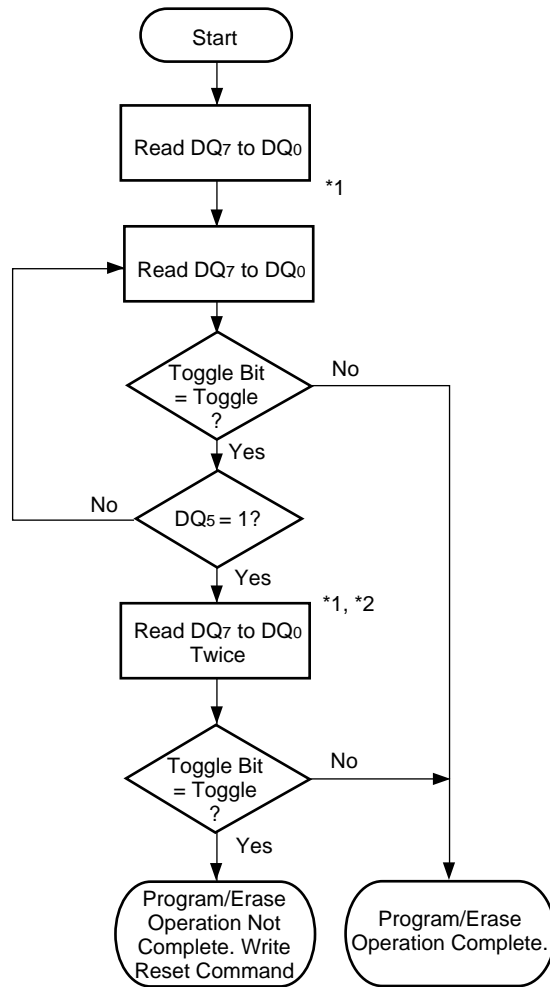 Start
Read DQ7 to DQ0
*1
Read DQ7 to DQ0
Toggle Bit
= Toggle
?
No
Yes
DQ5 = 1?
No
Yes
*1, *2
Read DQ7 to DQ0
Twice
Toggle Bit
= Toggle
?
No
Yes
Program/Erase
Operation Not
Complete. Write
Reset Command
Program/Erase
Operation Complete.